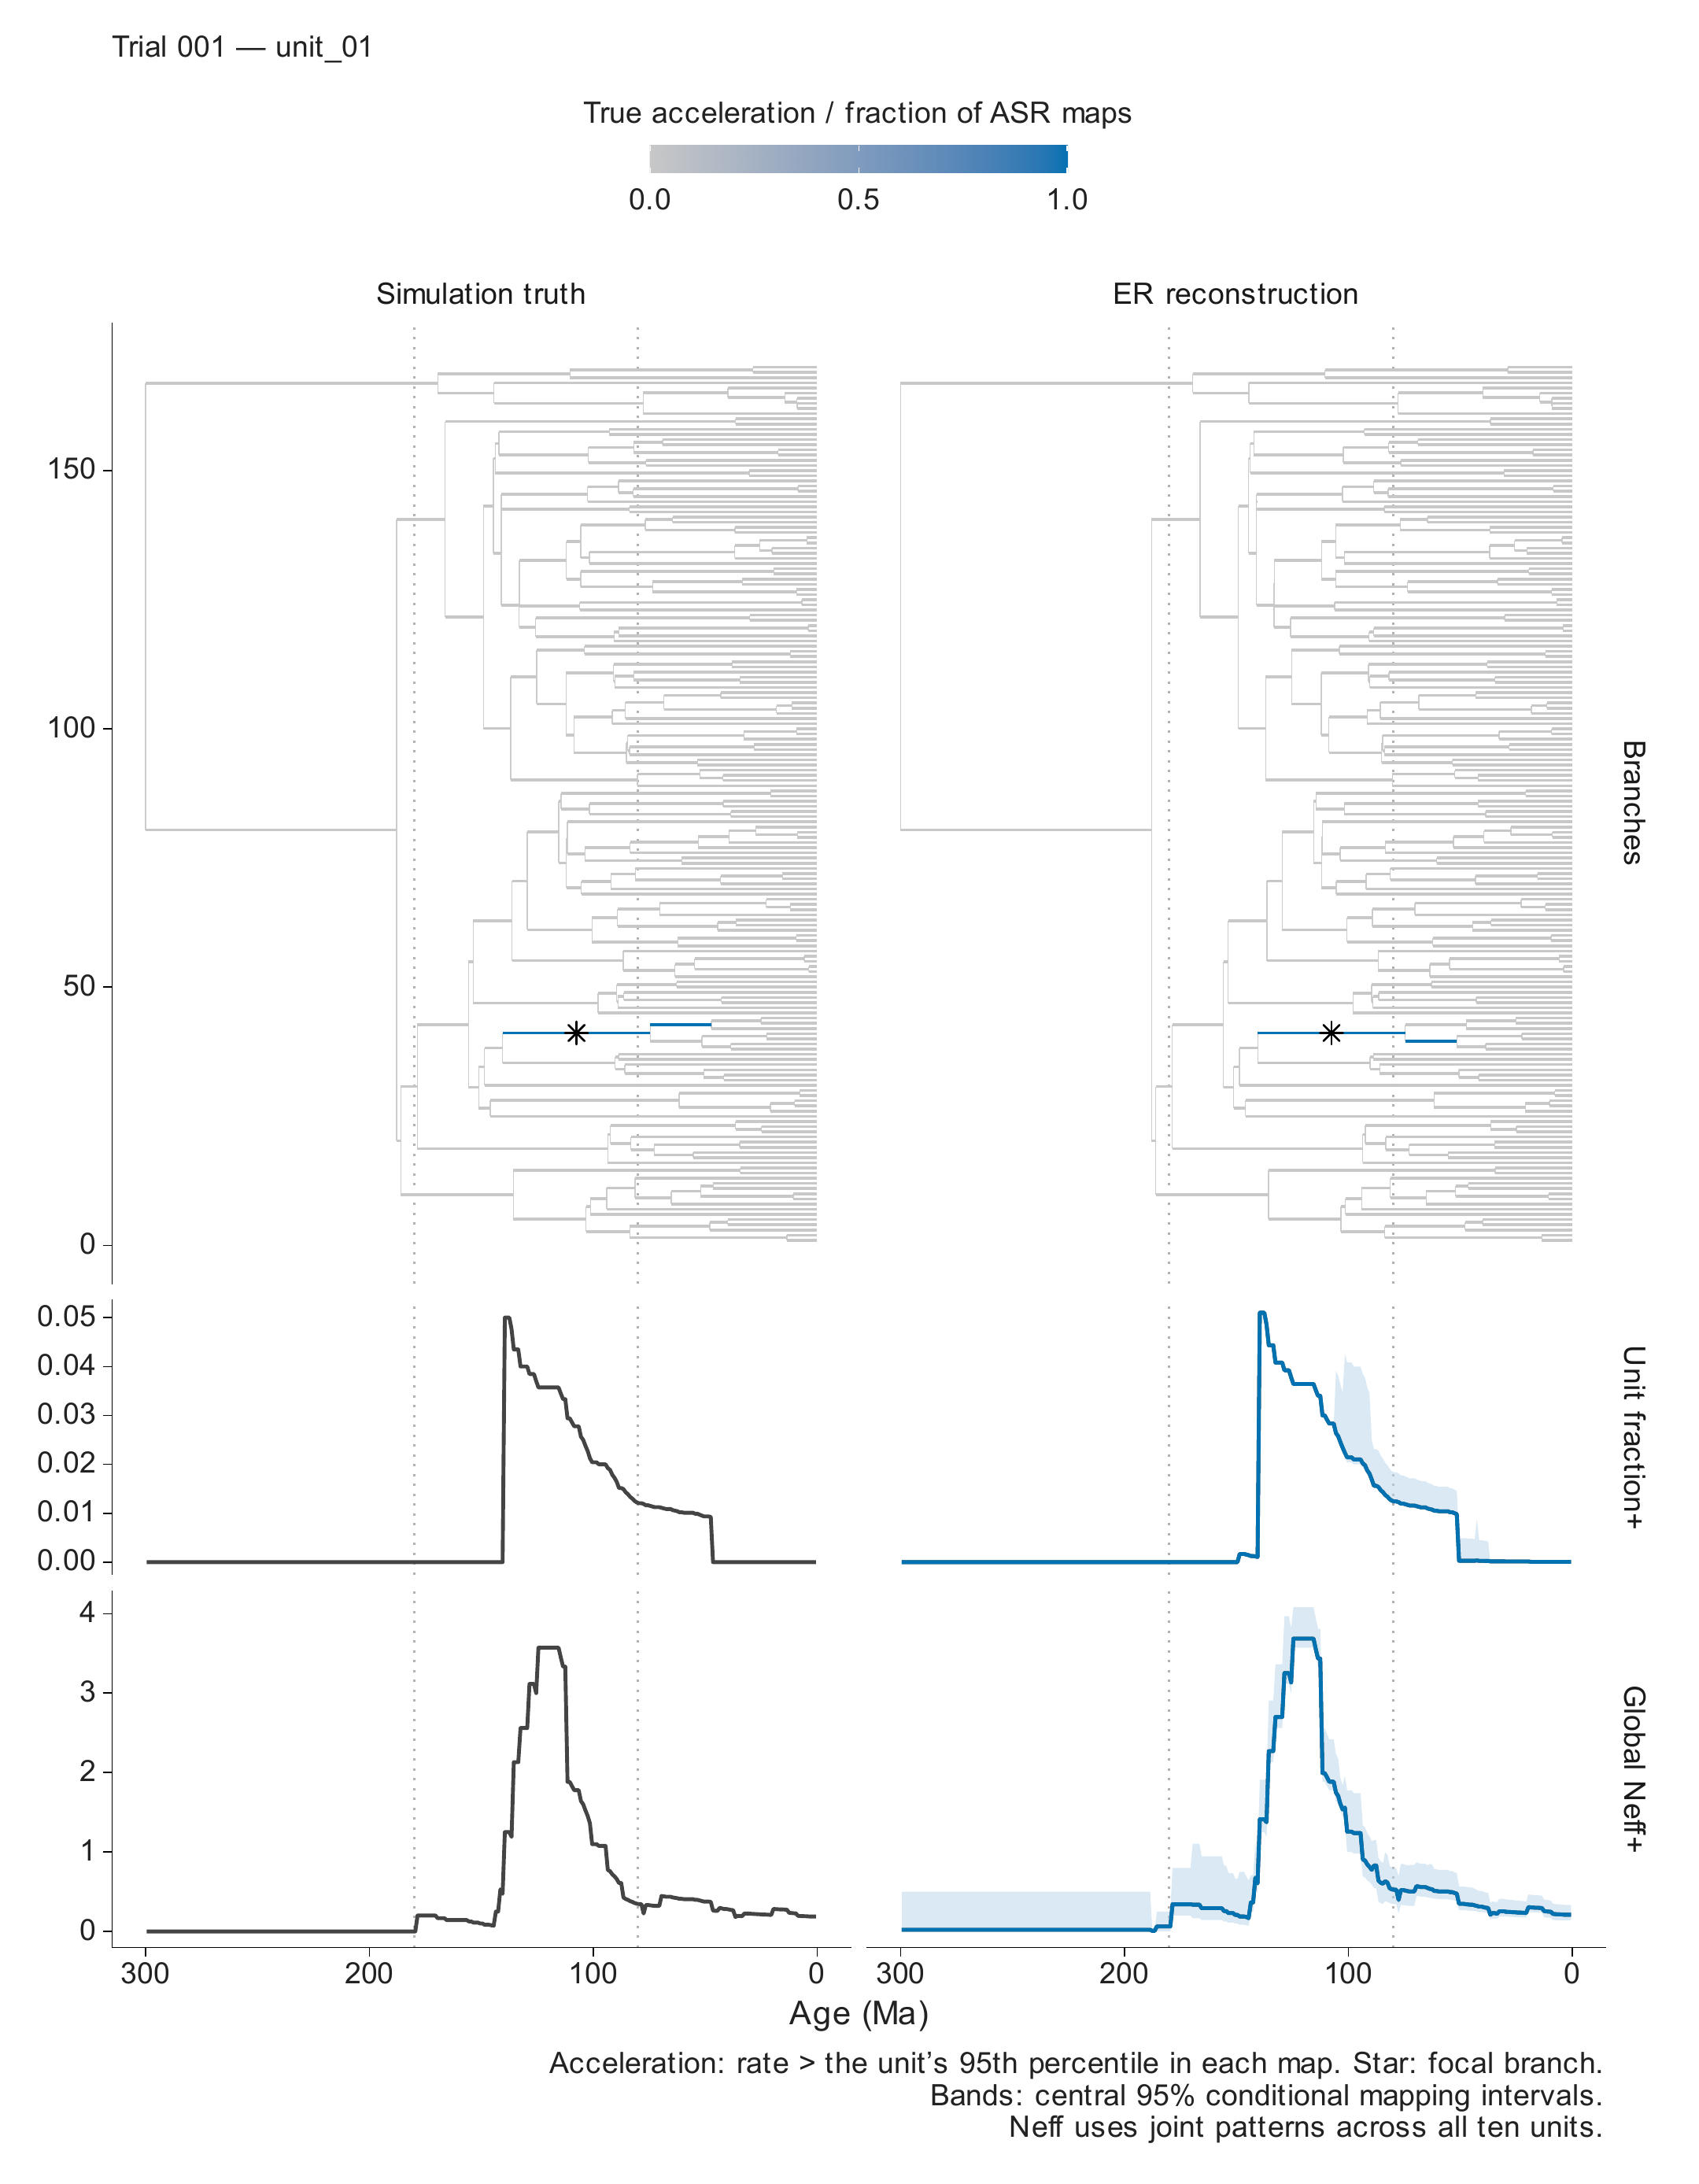 Trial 001 — unit_01
True acceleration / fraction of ASR maps
0.0 0.5 1.0
Simulation truth
ER reconstruction
150
100
50
0
Branches
0.05
0.04
0.03
0.02
0.01
0.00
Unit fraction+
4
3
2
1
0
Global Neff+
300 200 100 0 300 200 100 0
Age (Ma)
Acceleration: rate > the unit’s 95th percentile in each map. Star: focal branch.
Bands: central 95% conditional mapping intervals.
Neff uses joint patterns across all ten units.